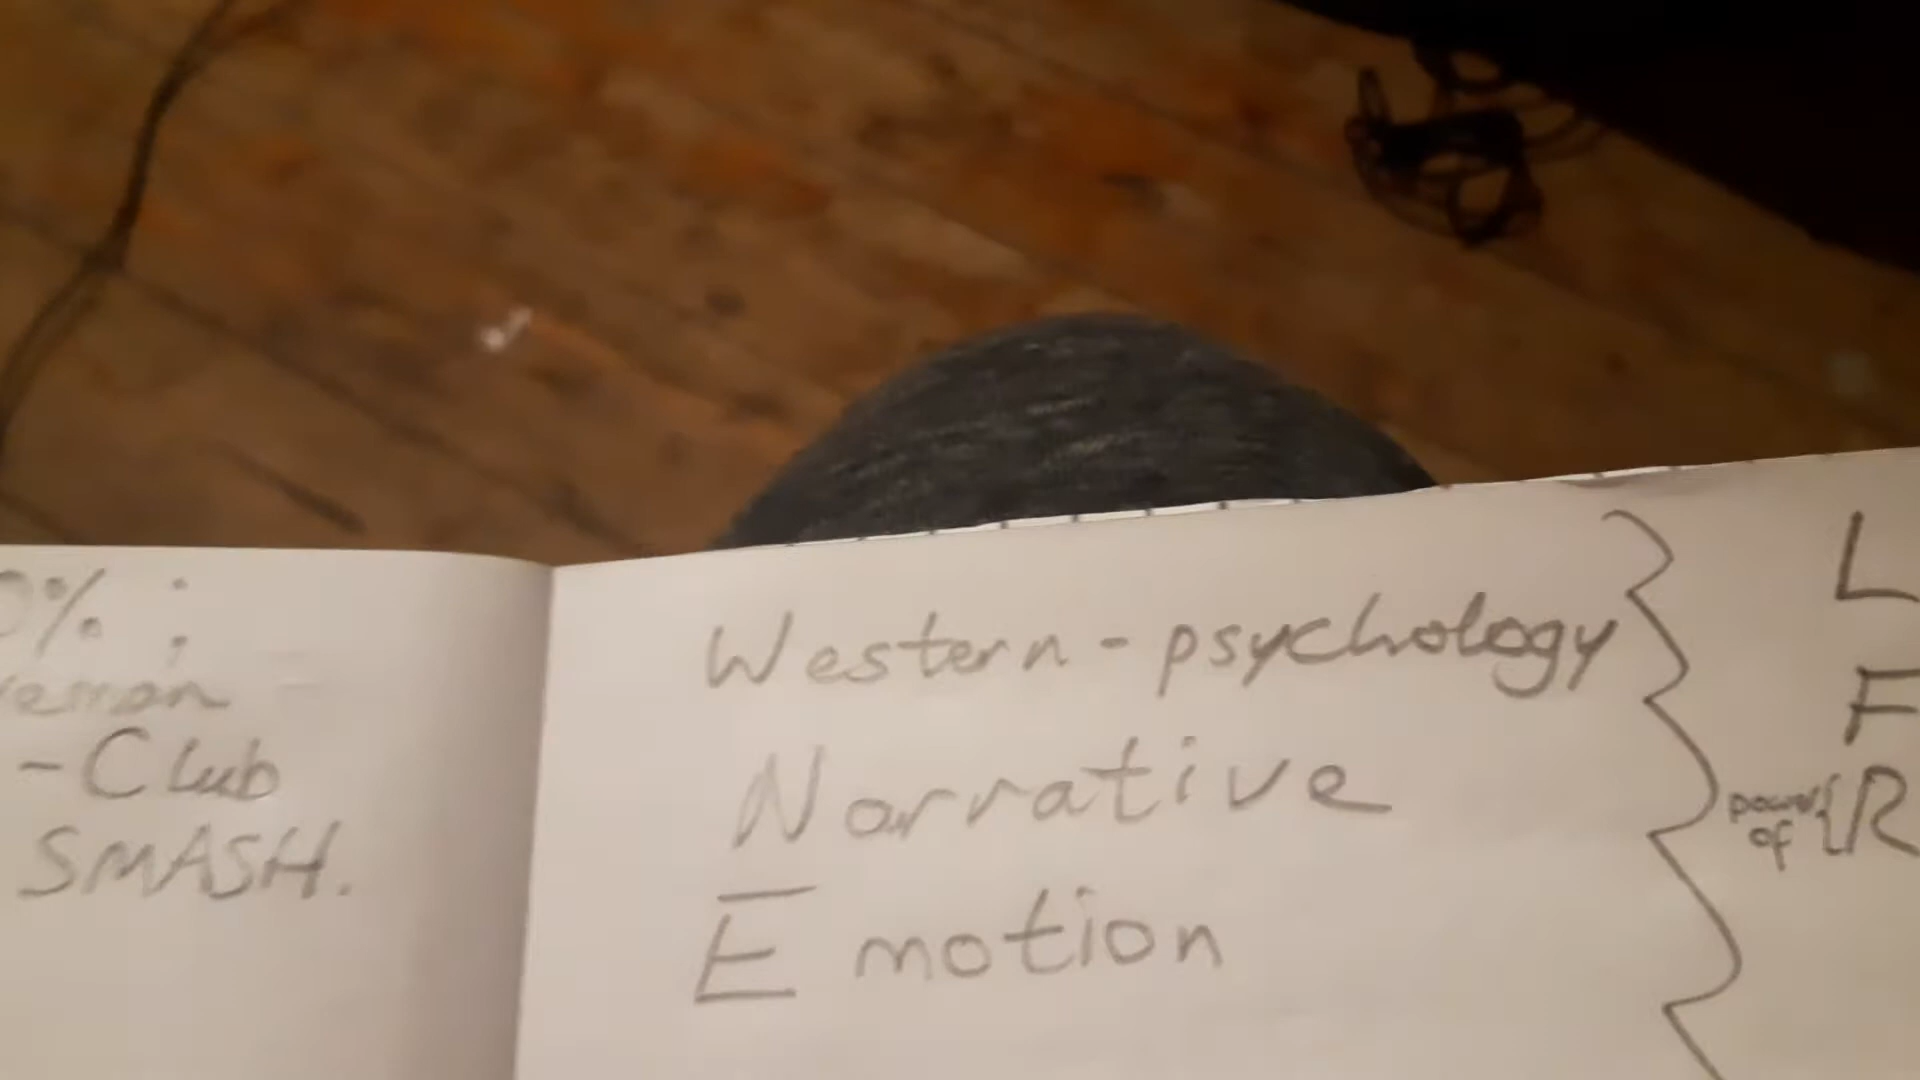 %:
-Club
SMASH.
Western-psychology
Narrative
Emotion
L
F
power of {R